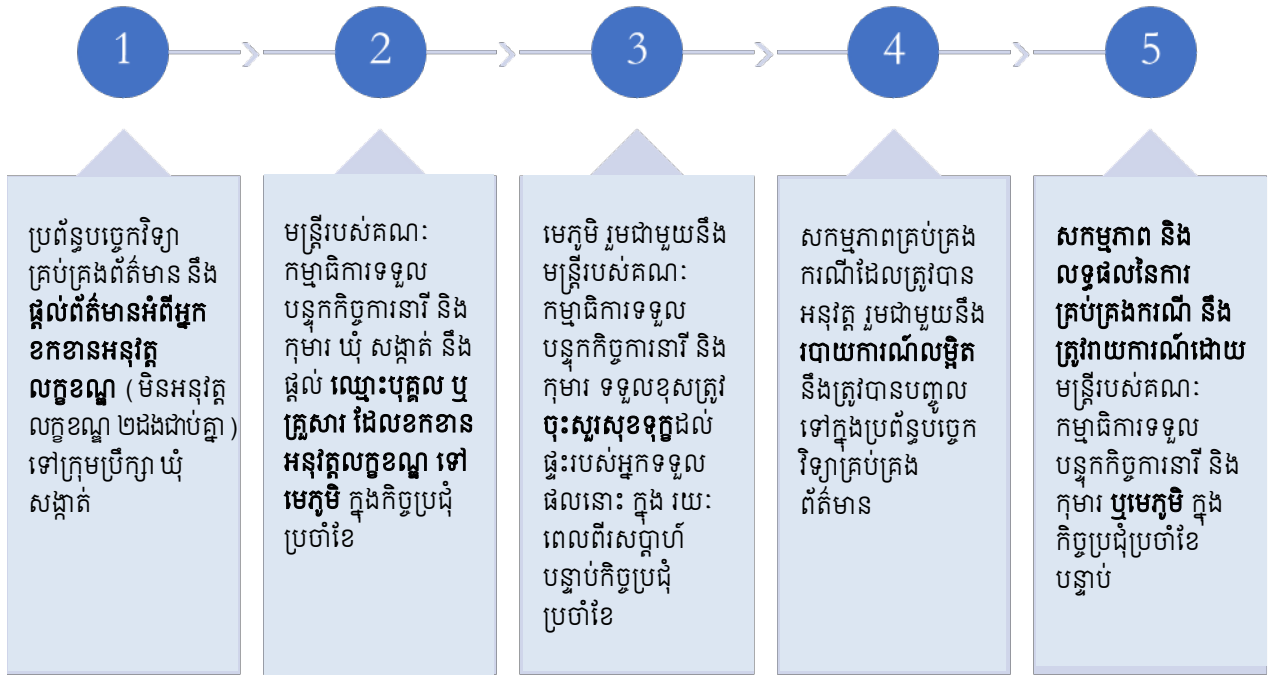 1
2
3
4
5
ប្រព័ន្ធបច្ចេកវិទ្យា
គ្រប់គ្រងព័ត៌មាន នឹង
ផ្តល់ព័ត៌មានអំពីអ្នក
ខកខានអនុវត្ត
លក្ខខណ្ឌ (មិនអនុវត្ត
លក្ខខណ្ឌ ២ដងជាប់គ្នា)
ទៅក្រុមប្រឹក្សា ឃុំ
សង្កាត់
មន្ត្រីរបស់គណៈ
កម្មាធិការទទួល
បន្ទុកកិច្ចការនារី និង
កុមារ ឃុំ សង្កាត់ នឹង
ផ្តល់ ឈ្មោះបុគ្គល ឬ
គ្រួសារ ដែលខកខាន
អនុវត្តលក្ខខណ្ឌ ទៅ
មេភូមិ ក្នុងកិច្ចប្រជុំ
ប្រចាំខែ
មេភូមិ រួមជាមួយនឹង
មន្ត្រីរបស់គណៈ
កម្មាធិការទទួល
បន្ទុកកិច្ចការនារី និង
កុមារ ទទួលខុសត្រូវ
ចុះសួរសុខទុក្ខដល់
ផ្ទះរបស់អ្នកទទួល
ផលនោះ ក្នុង រយៈ
ពេលពីរសប្តាហ៍
បន្ទាប់កិច្ចប្រជុំ
ប្រចាំខែ
សកម្មភាពគ្រប់គ្រង
ករណីដែលត្រូវបាន
អនុវត្ត រួមជាមួយនឹង
របាយការណ៍លម្អិត
នឹងត្រូវបានបញ្ចូល
ទៅក្នុងប្រព័ន្ធបច្ចេក
វិទ្យាគ្រប់គ្រង
ព័ត៌មាន
សកម្មភាព និង
លទ្ធផលនៃការ
គ្រប់គ្រងករណី នឹង
ត្រូវរាយការណ៍ដោយ
មន្ត្រីរបស់គណៈ
កម្មាធិការទទួល
បន្ទុកកិច្ចការនារី និង
កុមារ ឬមេភូមិ ក្នុង
កិច្ចប្រជុំប្រចាំខែ
បន្ទាប់